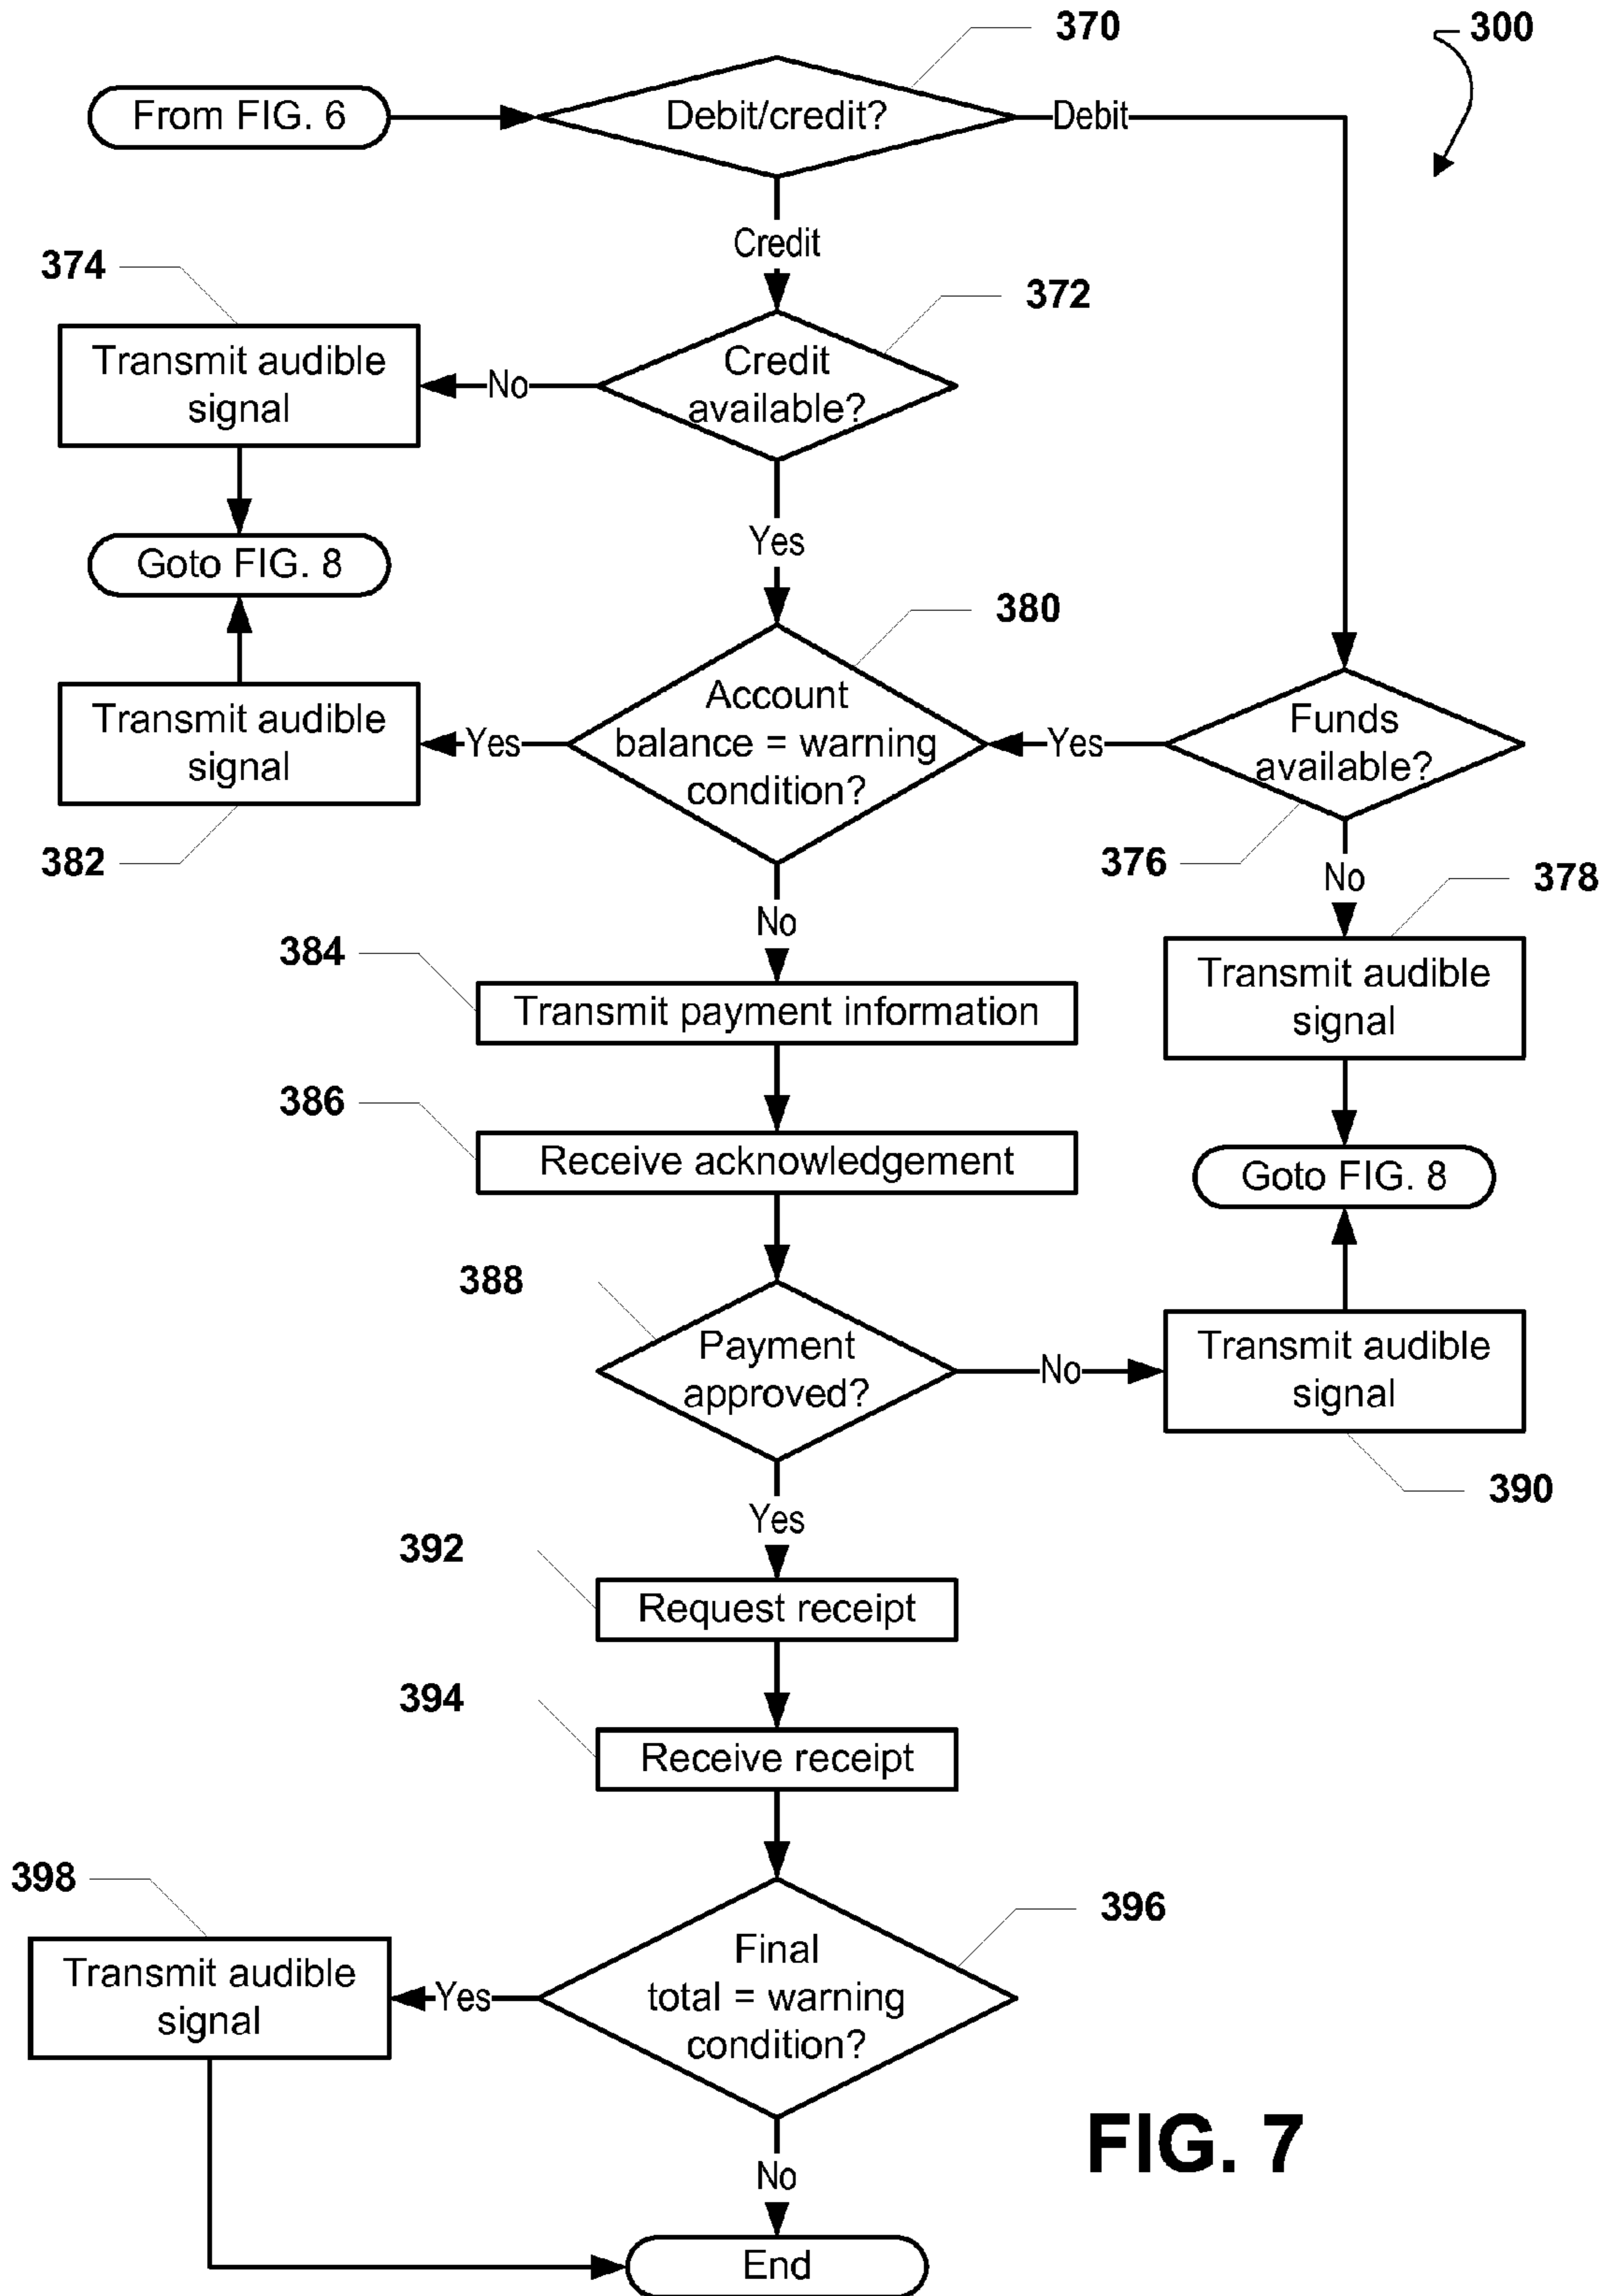 370
300
From FIG. 6
Debit/credit?
Debit
Credit
374
372
Transmit audible
signal
No
Credit
available?
Yes
Goto FIG. 8
380
Transmit audible
signal
Yes
Account
balance = warning
condition?
Yes
Funds
available?
382
376
No
378
No
384
Transmit payment information
Transmit audible
signal
386
Receive acknowledgement
Goto FIG. 8
388
Payment
approved?
No
Transmit audible
signal
390
Yes
392
Request receipt
394
Receive receipt
398
396
Transmit audible
signal
Yes
Final
total = warning
condition?
FIG. 7
No
End